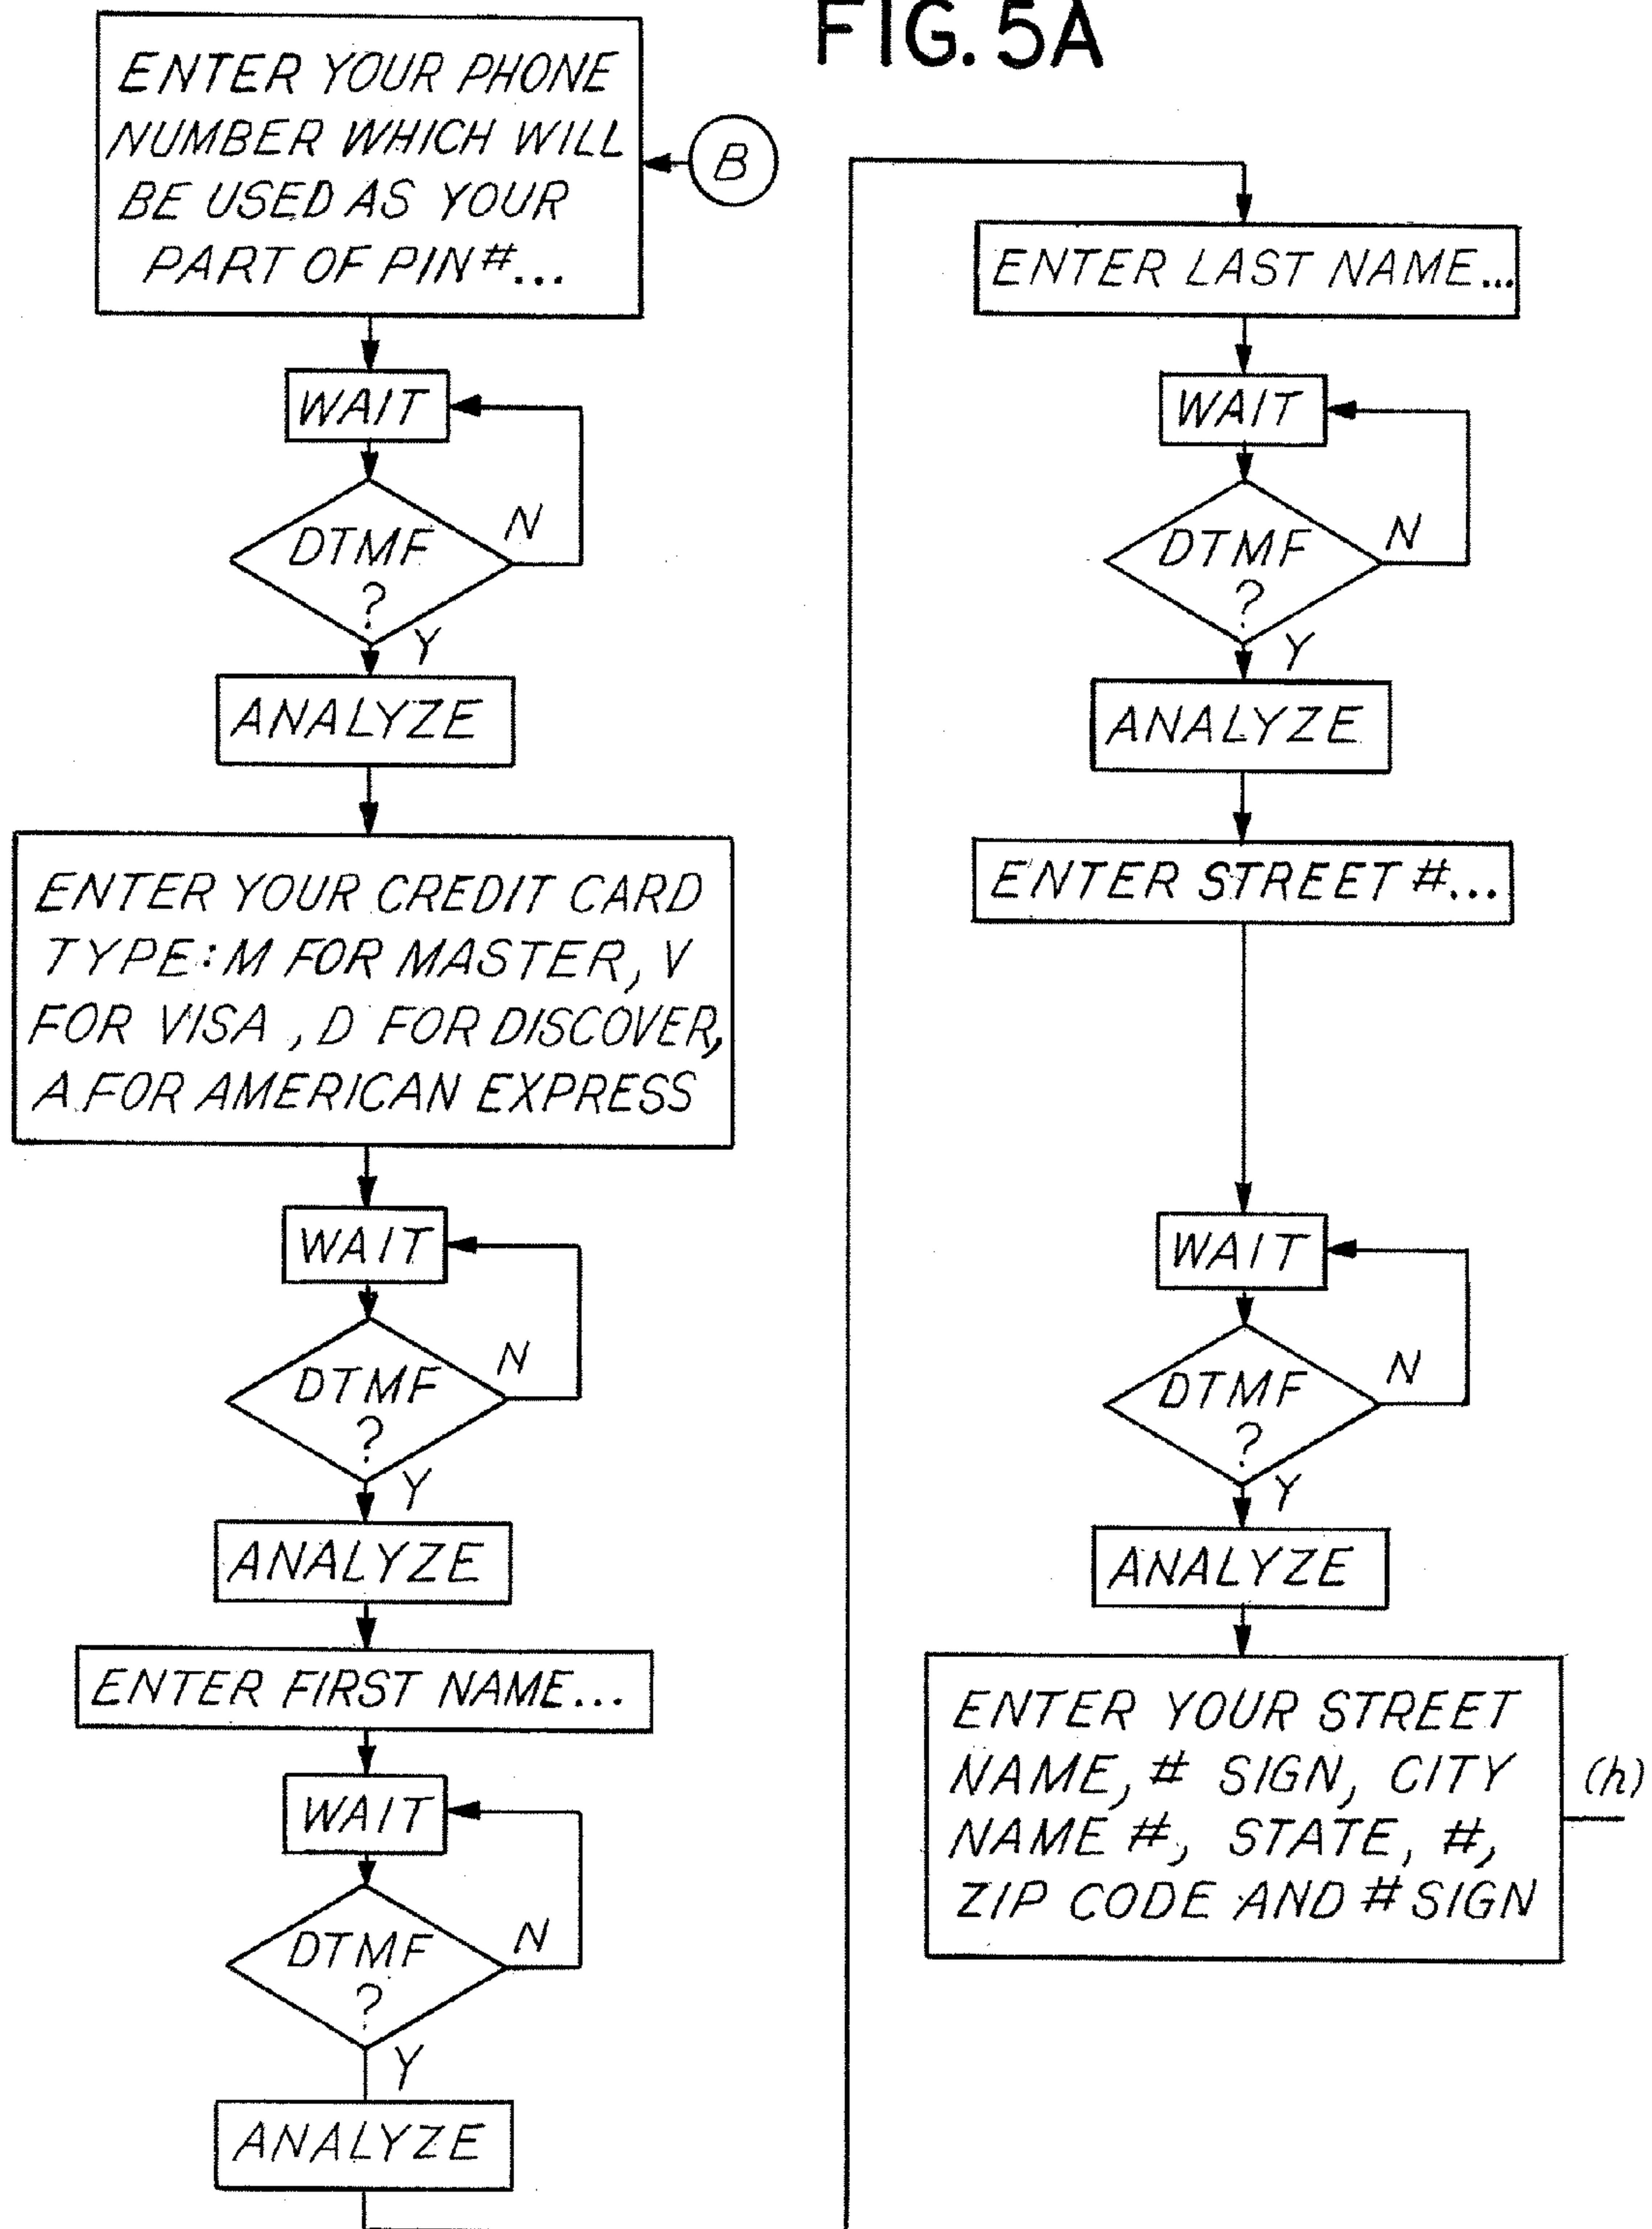 FIG. 5A
ENTER YOUR PHONE
NUMBER WHICH WILL
BE USED AS YOUR
PART OF PIN#...
B
WAIT
DTMF
?
N
Y
ANALYZE
ENTER YOUR CREDIT CARD
TYPE: M FOR MASTER, V
FOR VISA, D FOR DISCOVER,
A FOR AMERICAN EXPRESS
WAIT
DTMF
?
N
Y
ANALYZE
ENTER FIRST NAME...
WAIT
DTMF
?
N
Y
ANALYZE
ENTER LAST NAME...
WAIT
DTMF
?
N
Y
ANALYZE
ENTER STREET #...
WAIT
DTMF
?
N
Y
ANALYZE
ENTER YOUR STREET
NAME, # SIGN, CITY
NAME #, STATE, #,
ZIP CODE AND # SIGN
(h)